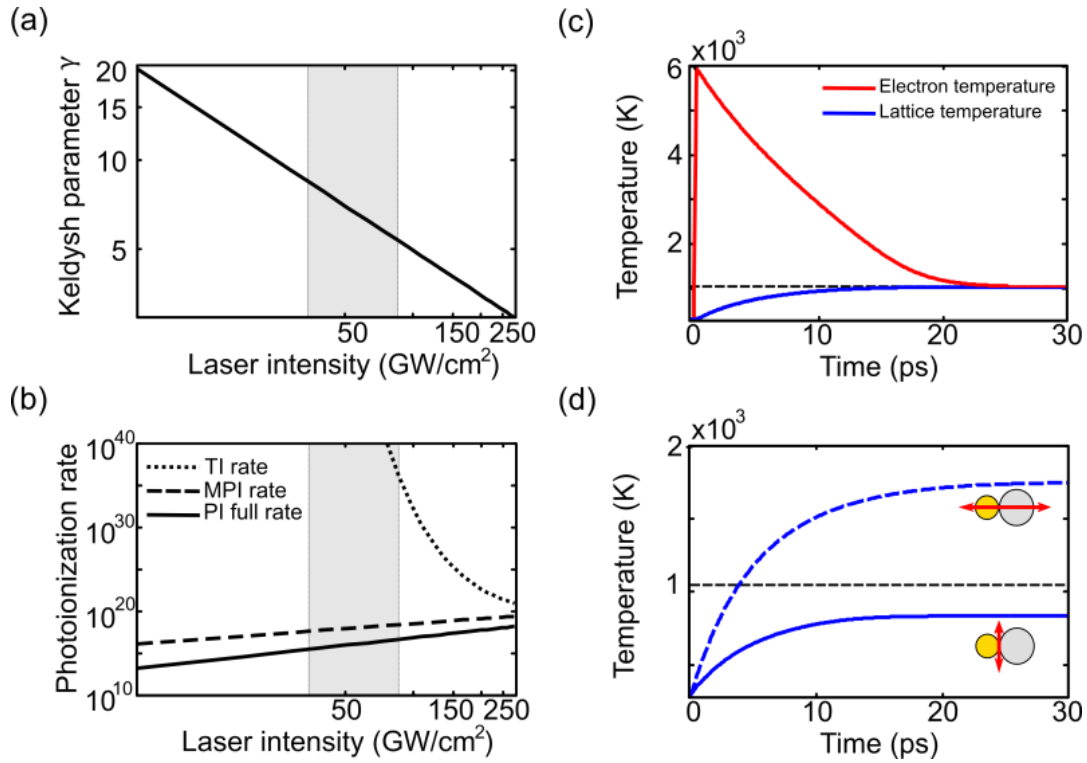 (a)
Keldysh parameter γ
20
15
10
5
50
150
250
Laser intensity (GW/cm²)
(b)
Photoionization rate
10⁴⁰
10³⁰
10²⁰
10¹⁰
TI rate
MPI rate
PI full rate
50
150
250
Laser intensity (GW/cm²)
(c)
x10³
Temperature (K)
6
4
2
Electron temperature
Lattice temperature
0
10
20
30
Time (ps)
(d)
x10³
Temperature (K)
2
1
0
10
20
30
Time (ps)